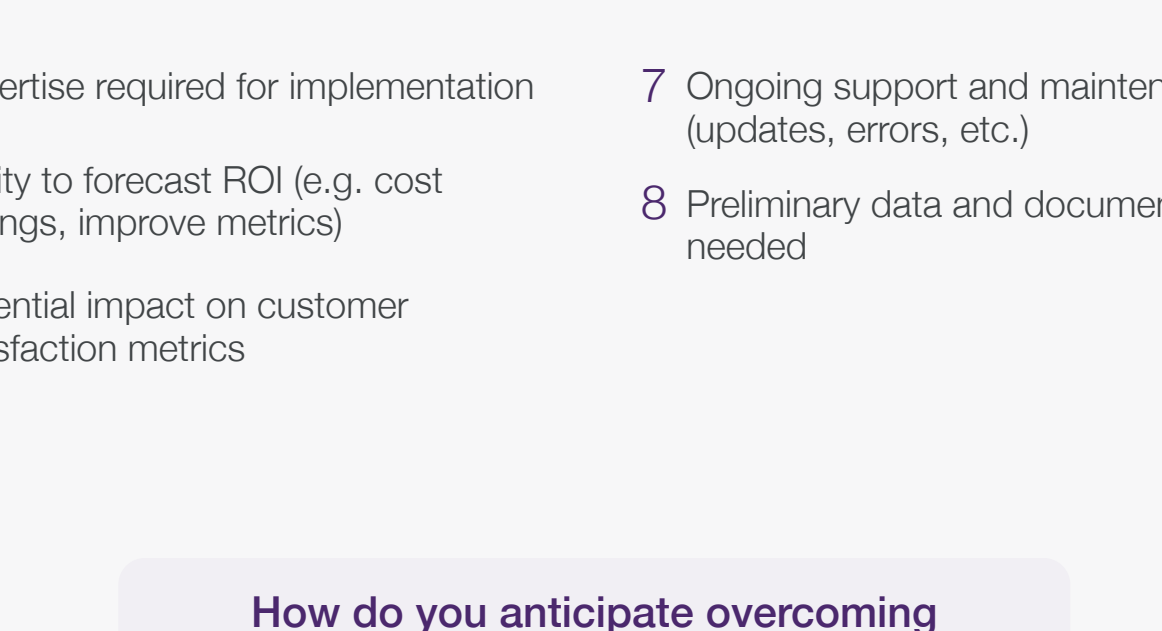 ertise required for implementation
ity to forecast ROI (e.g. cost
ngs, improve metrics)
ential impact on customer
sfaction metrics
7 Ongoing support and mainten
(updates, errors, etc.)
8 Preliminary data and documen
needed
How do you anticipate overcoming